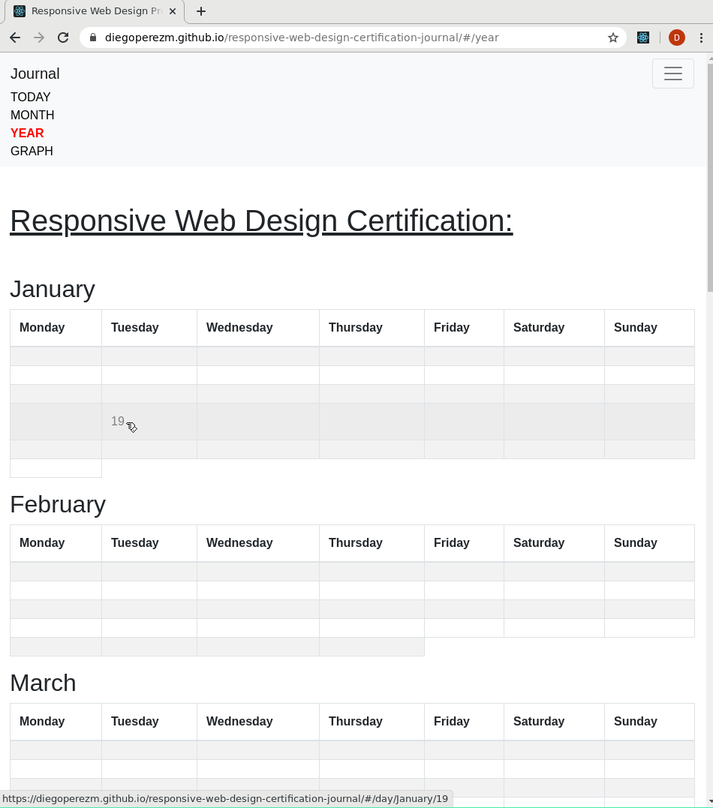 Responsive Web Design Pr
diegoperezm.github.io/responsive-web-design-certification-journal/#/year
D
Journal
TODAY
MONTH
YEAR
GRAPH
Responsive Web Design Certification:
January
Monday Tuesday Wednesday Thursday Friday Saturday Sunday
19
February
Monday Tuesday Wednesday Thursday Friday Saturday Sunday
March
Monday Tuesday Wednesday Thursday Friday Saturday Sunday
https://diegoperezm.github.io/responsive-web-design-certification-journal/#/day/January/19